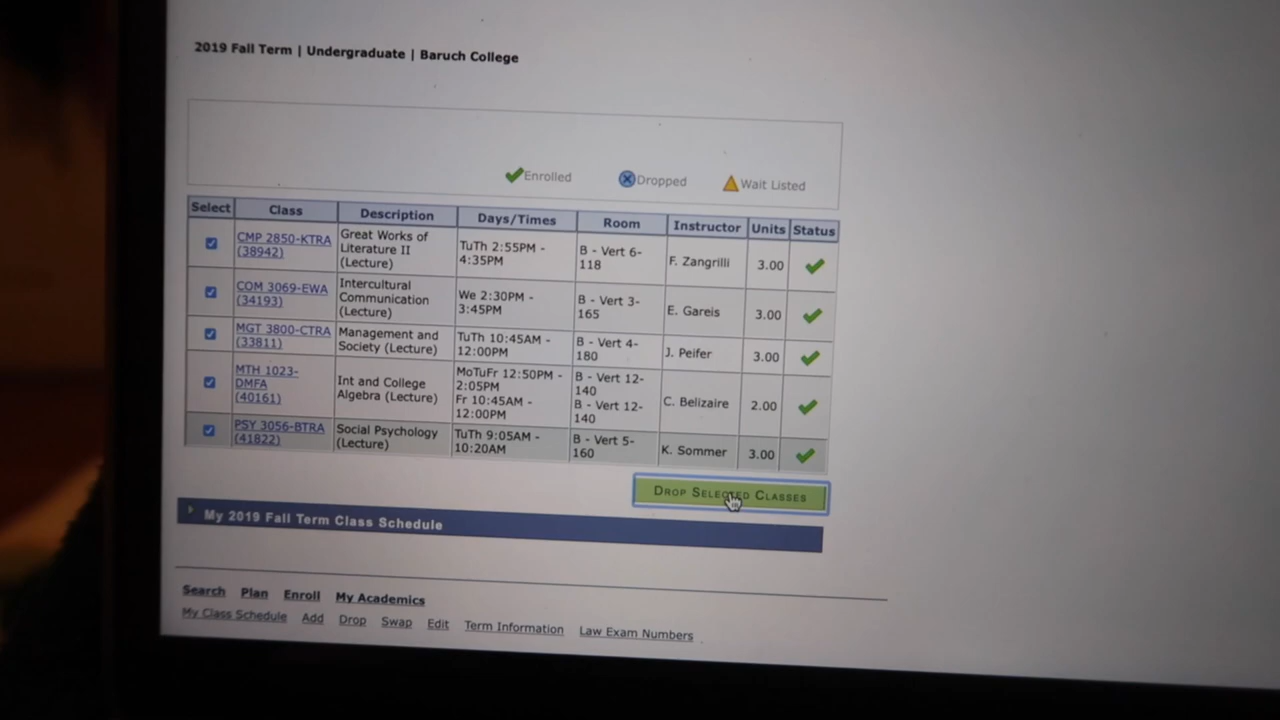 2019 Fall Term | Undergraduate | Baruch College
Enrolled Dropped Wait Listed
Select Class Description Days/Times Room Instructor Units Status
CMP 2850-KTRA
(38942)
Great Works of
Literature II
(Lecture)
TuTh 2:55PM -
4:35PM
B - Vert 6-
118
F. Zangrilli
3.00
COM 3069-EWA
(34193)
Intercultural
Communication
(Lecture)
We 2:30PM -
3:45PM
B - Vert 3-
165
E. Gareis
3.00
MGT 3800-CTRA
(33811)
Management and
Society (Lecture)
TuTh 10:45AM -
12:00PM
B - Vert 4-
180
J. Peifer
3.00
MTH 1023-
DMFA
(40161)
Int and College
Algebra (Lecture)
MoTuFr 12:50PM -
2:05PM
Fr 10:45AM -
12:00PM
B - Vert 12-
140
B - Vert 12-
140
C. Belizaire
2.00
PSY 3056-BTRA
(41822)
Social Psychology
(Lecture)
TuTh 9:05AM -
10:20AM
B - Vert 5-
160
K. Sommer
3.00
DROP SELECTED CLASSES
My 2019 Fall Term Class Schedule
Search Plan Enroll My Academics
My Class Schedule Add Drop Swap Edit Term Information Law Exam Numbers